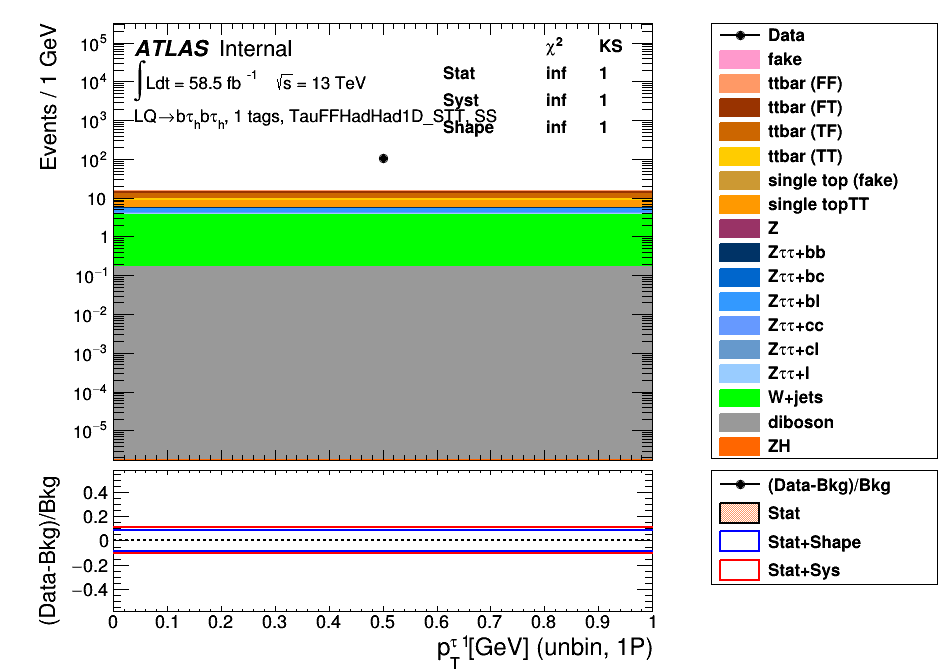 Events / 1 GeV
10⁵
10⁴
10³
10²
10
1
10⁻¹
10⁻²
10⁻³
10⁻⁴
10⁻⁵
ATLAS Internal
∫Ldt = 58.5 fb⁻¹ √s = 13 TeV
LQ→bτₕbτₕ, 1 tags, TauFFHadHad1D_STT, SS
χ² KS
Stat inf 1
Syst inf 1
Shape inf 1
Data
fake
ttbar (FF)
ttbar (FT)
ttbar (TF)
ttbar (TT)
single top (fake)
single topTT
Z
Zττ+bb
Zττ+bc
Zττ+bl
Zττ+cc
Zττ+cl
Zττ+l
W+jets
diboson
ZH
(Data-Bkg)/Bkg
0.4
0.2
0
−0.2
−0.4
0 0.1 0.2 0.3 0.4 0.5 0.6 0.7 0.8 0.9 1
p_T^τ 1[GeV] (unbin, 1P)
(Data-Bkg)/Bkg
Stat
Stat+Shape
Stat+Sys